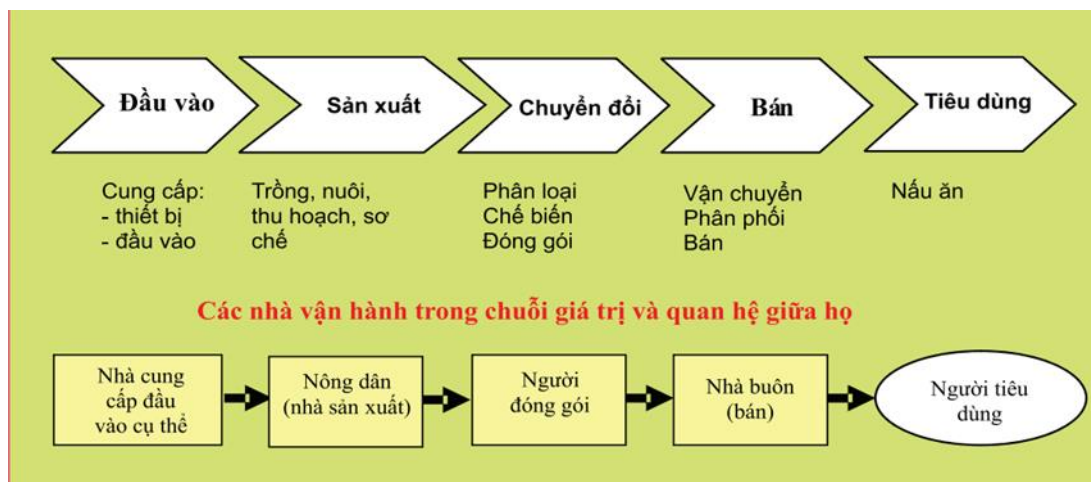 Đầu vào
Sản xuất
Chuyển đổi
Bán
Tiêu dùng
Cung cấp:
- thiết bị
- đầu vào
Trồng, nuôi,
thu hoạch, sơ
chế
Phân loại
Chế biến
Đóng gói
Vận chuyển
Phân phối
Bán
Nấu ăn
Các nhà vận hành trong chuỗi giá trị và quan hệ giữa họ
Nhà cung
cấp đầu
vào cụ thể
Nông dân
(nhà sản xuất)
Người
đóng gói
Nhà buôn
(bán)
Người tiêu
dùng